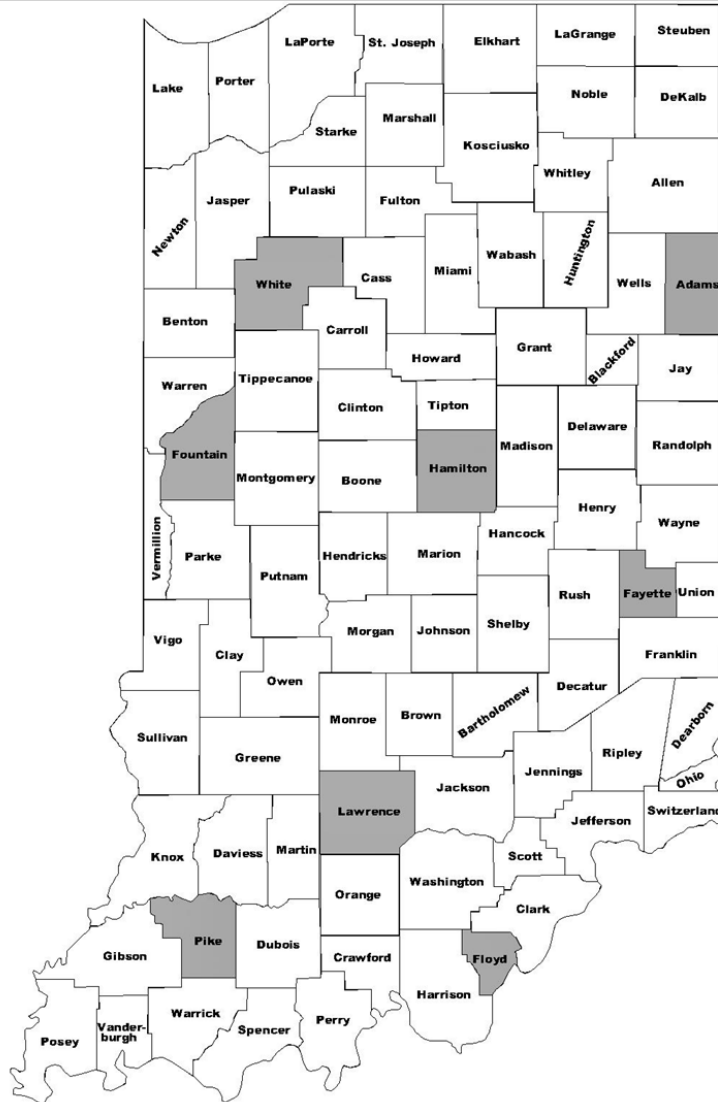 LaPorte
St. Joseph
Elkhart
LaGrange
Steuben
Lake
Porter
Noble
DeKalb
Starke
Marshall
Kosciusko
Whitley
Allen
Newton
Jasper
Pulaski
Fulton
White
Cass
Miami
Wabash
Huntington
Wells
Adams
Benton
Carroll
Howard
Grant
Blackford
Jay
Warren
Tippecanoe
Clinton
Tipton
Madison
Delaware
Randolph
Fountain
Montgomery
Boone
Hamilton
Henry
Wayne
Vermillion
Parke
Putnam
Hendricks
Marion
Hancock
Rush
Fayette
Union
Vigo
Clay
Owen
Morgan
Johnson
Shelby
Decatur
Franklin
Sullivan
Greene
Monroe
Brown
Bartholomew
Jennings
Ripley
Dearborn
Ohio
Lawrence
Jackson
Jefferson
Switzerland
Knox
Daviess
Martin
Orange
Washington
Scott
Clark
Gibson
Pike
Dubois
Crawford
Floyd
Harrison
Posey
Vander-
burgh
Warrick
Spencer
Perry